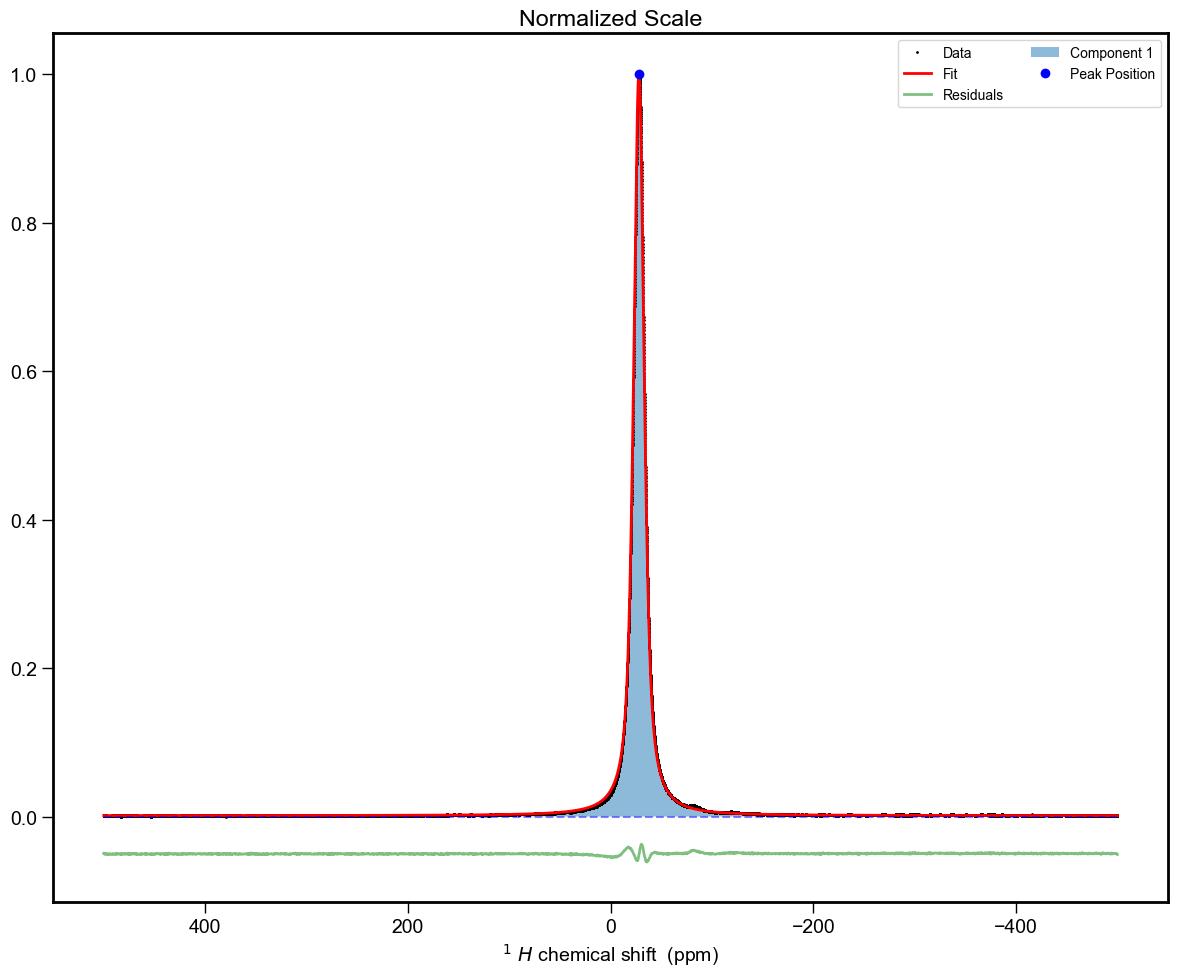 Normalized Scale
Data
Fit
Residuals
Component 1
Peak Position
1.0
0.8
0.6
0.4
0.2
0.0
400
200
0
−200
−400
¹ H chemical shift (ppm)